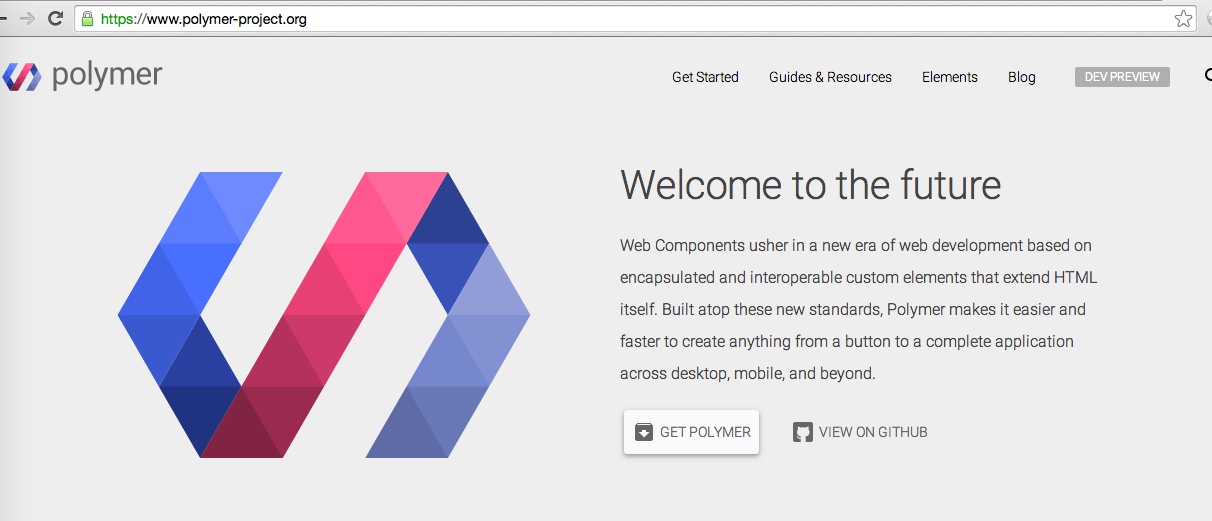 https://www.polymer-project.org
polymer
Get Started Guides & Resources Elements Blog DEV PREVIEW
Welcome to the future
Web Components usher in a new era of web development based on
encapsulated and interoperable custom elements that extend HTML
itself. Built atop these new standards, Polymer makes it easier and
faster to create anything from a button to a complete application
across desktop, mobile, and beyond.
GET POLYMER VIEW ON GITHUB